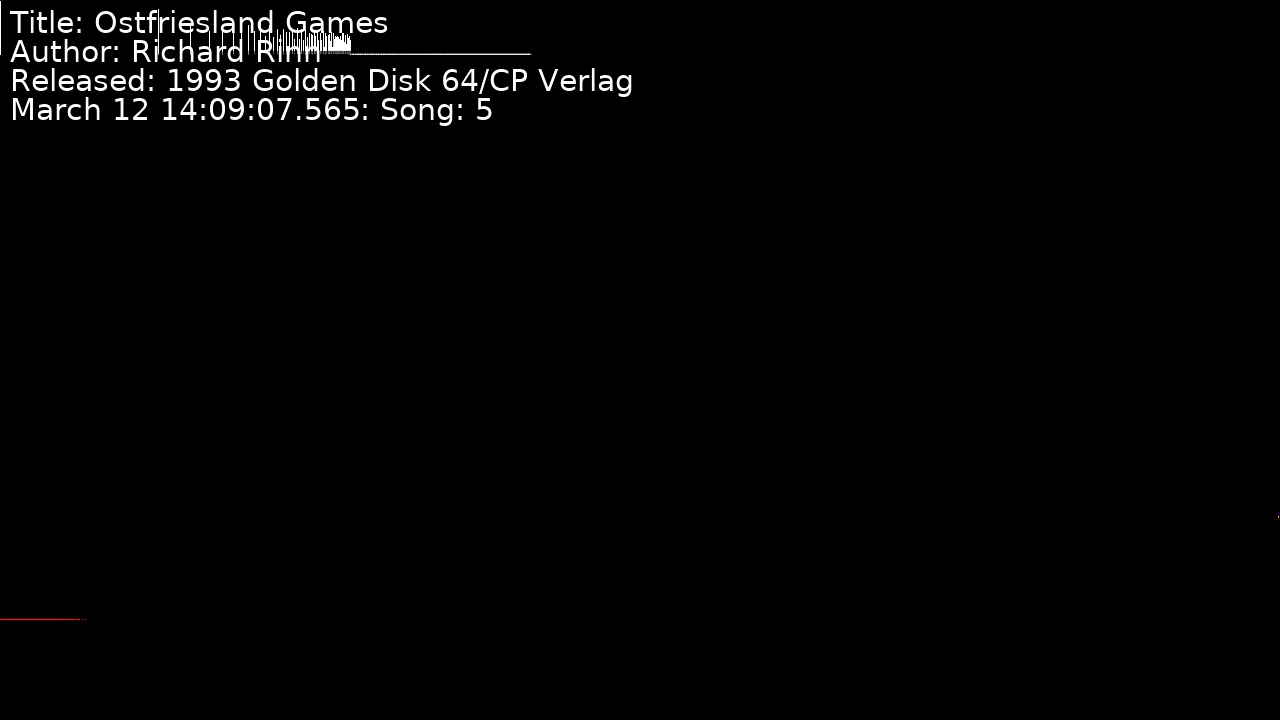 Title: Ostfriesland Games
Author: Richard Rinn
Released: 1993 Golden Disk 64/CP Verlag
March 12 14:09:07.565: Song: 5